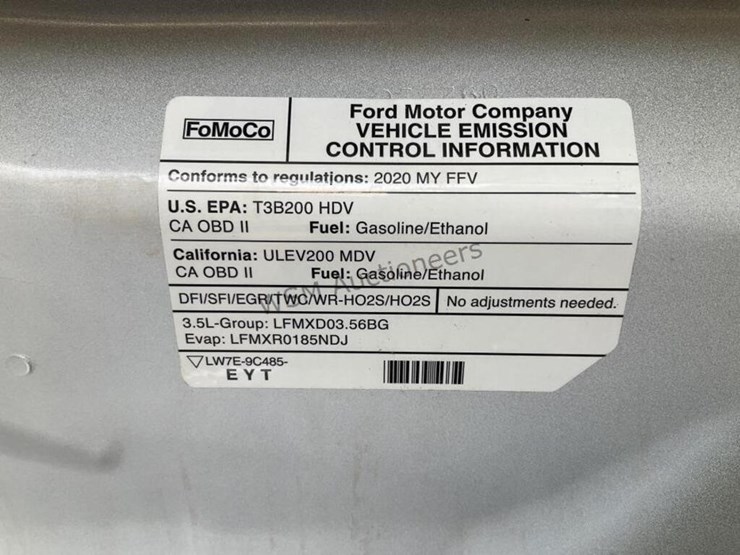 FoMoCo
Ford Motor Company
VEHICLE EMISSION
CONTROL INFORMATION
Conforms to regulations: 2020 MY FFV
U.S. EPA: T3B200 HDV
CA OBD II Fuel: Gasoline/Ethanol
California: ULEV200 MDV
CA OBD II Fuel: Gasoline/Ethanol
DFI/SFI/EGR/TWC/WR-HO2S/HO2S No adjustments needed.
3.5L-Group: LFMXD03.56BG
Evap: LFMXR0185NDJ
LW7E-9C485-
EYT
WSM Auctioneers